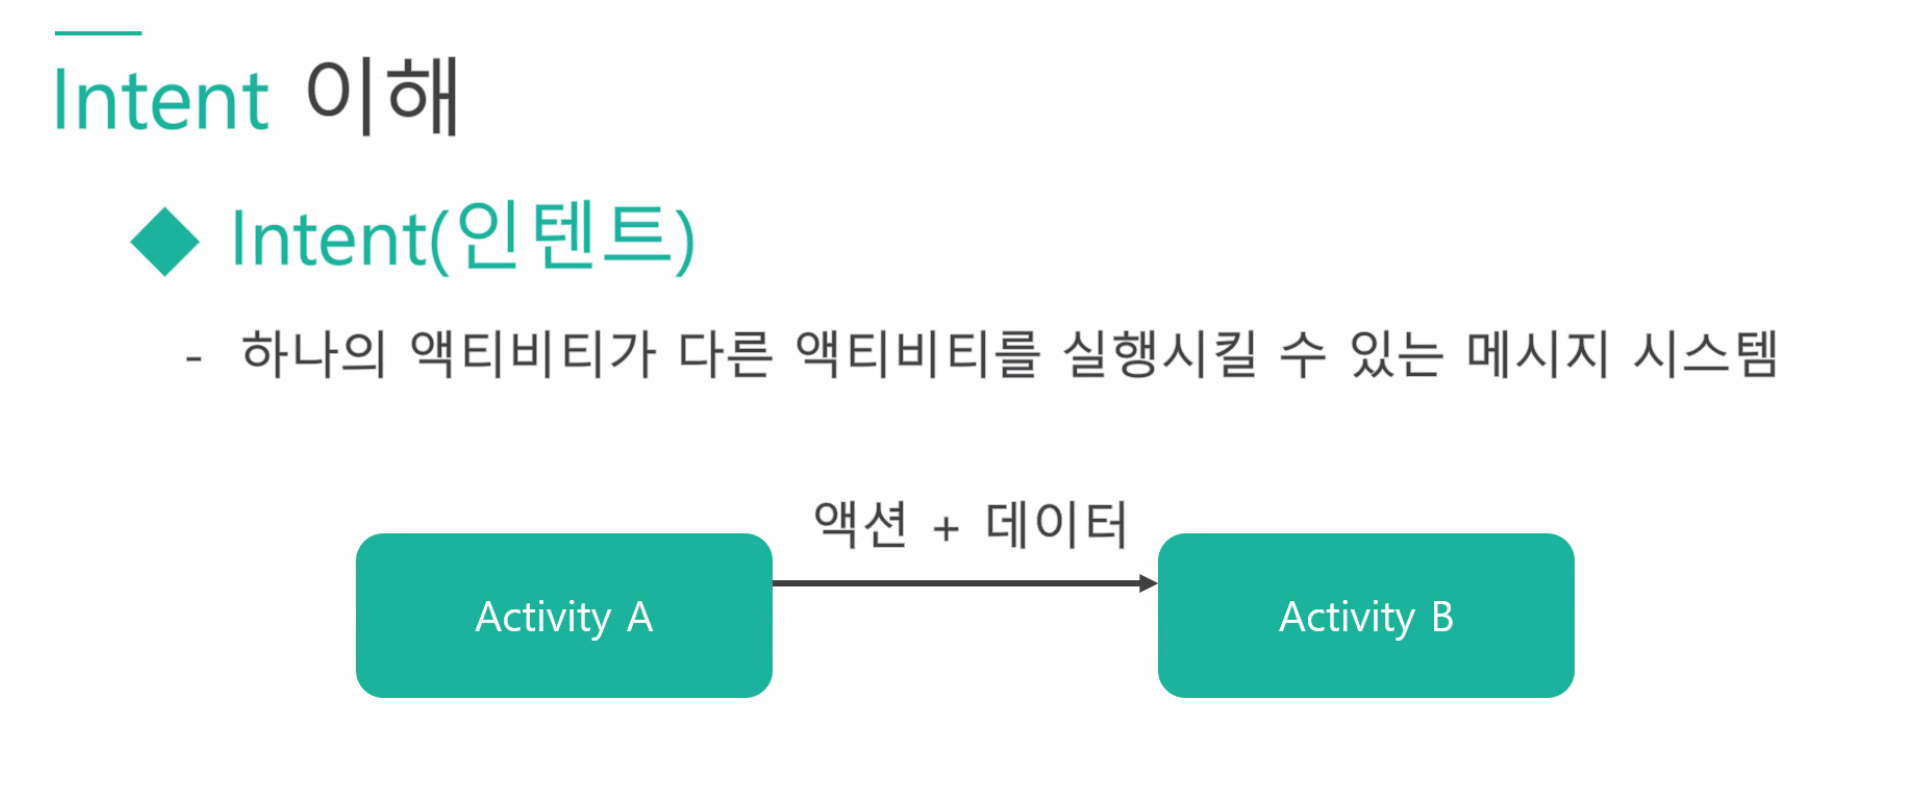 Intent 이해
◆ Intent(인텐트)
- 하나의 액티비티가 다른 액티비티를 실행시킬 수 있는 메시지 시스템
액션 + 데이터
Activity A
Activity B